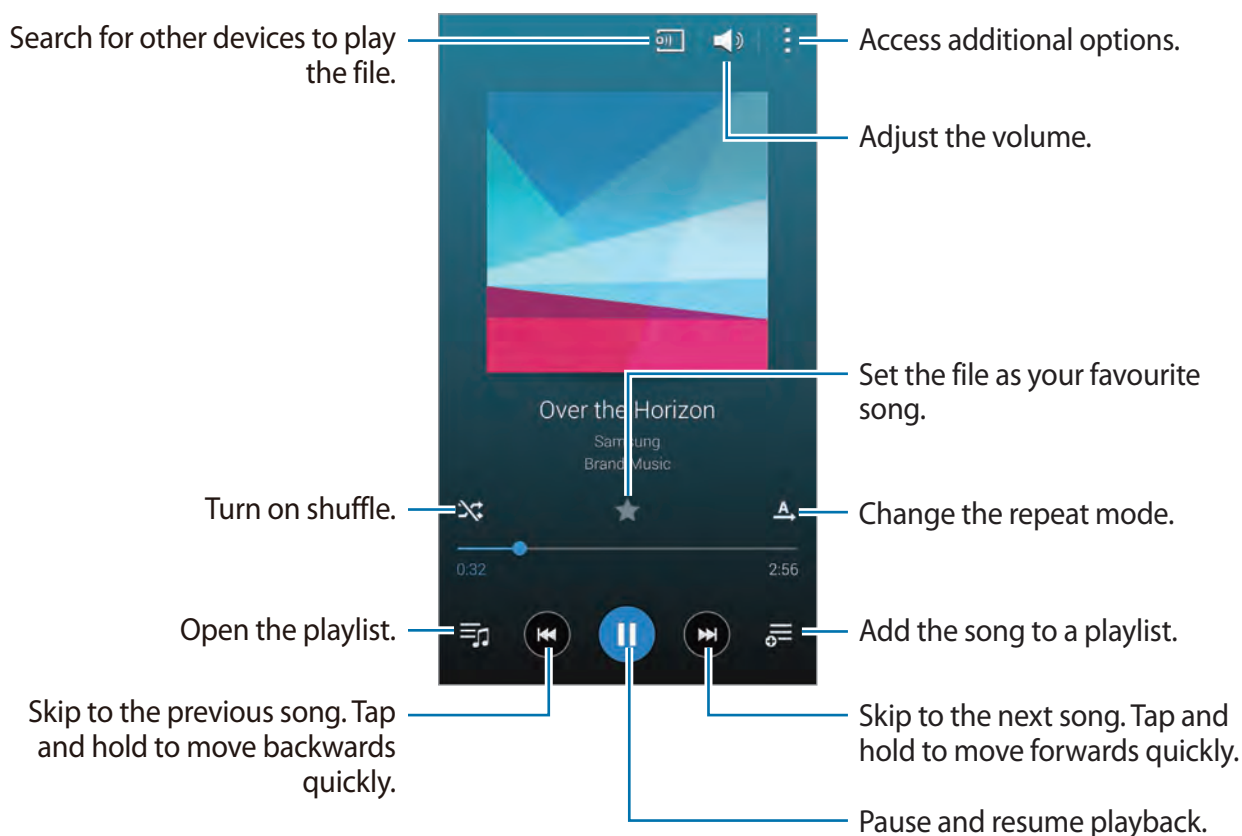 Search for other devices to play
the file.
Access additional options.
Adjust the volume.
Set the file as your favourite
song.
Over the Horizon
Samsung
Brand Music
Turn on shuffle.
A
Change the repeat mode.
0:32
2:56
Open the playlist.
Add the song to a playlist.
Skip to the previous song. Tap
and hold to move backwards
quickly.
Skip to the next song. Tap and
hold to move forwards quickly.
Pause and resume playback.